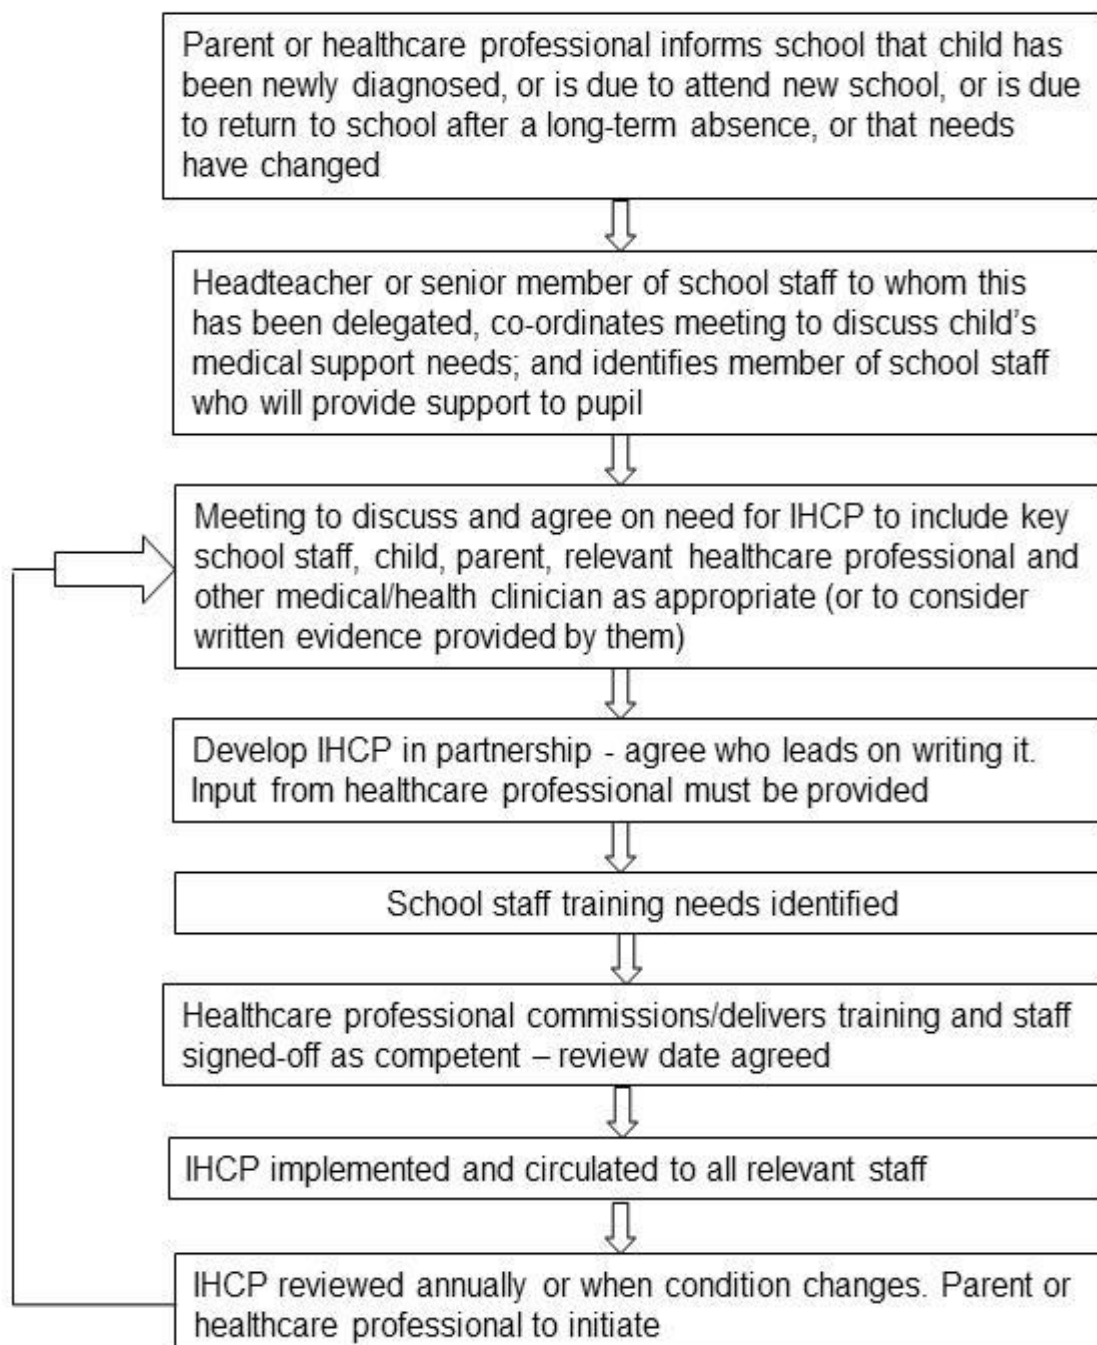 Parent or healthcare professional informs school that child has
been newly diagnosed, or is due to attend new school, or is due
to return to school after a long-term absence, or that needs
have changed
Headteacher or senior member of school staff to whom this
has been delegated, co-ordinates meeting to discuss child's
medical support needs; and identifies member of school staff
who will provide support to pupil
Meeting to discuss and agree on need for IHCP to include key
school staff, child, parent, relevant healthcare professional and
other medical/health clinician as appropriate (or to consider
written evidence provided by them)
Develop IHCP in partnership - agree who leads on writing it.
Input from healthcare professional must be provided
School staff training needs identified
Healthcare professional commissions/delivers training and staff
signed-off as competent – review date agreed
IHCP implemented and circulated to all relevant staff
IHCP reviewed annually or when condition changes. Parent or
healthcare professional to initiate